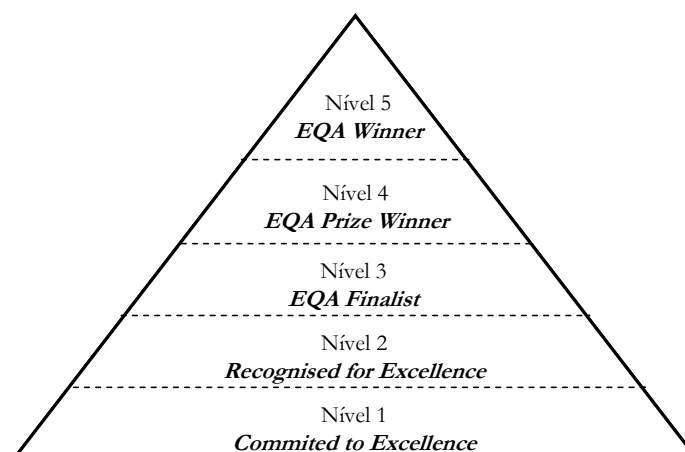 Nível 5
EQA Winner
Nível 4
EQA Prize Winner
Nível 3
EQA Finalist
Nível 2
Recognised for Excellence
Nível 1
Commited to Excellence